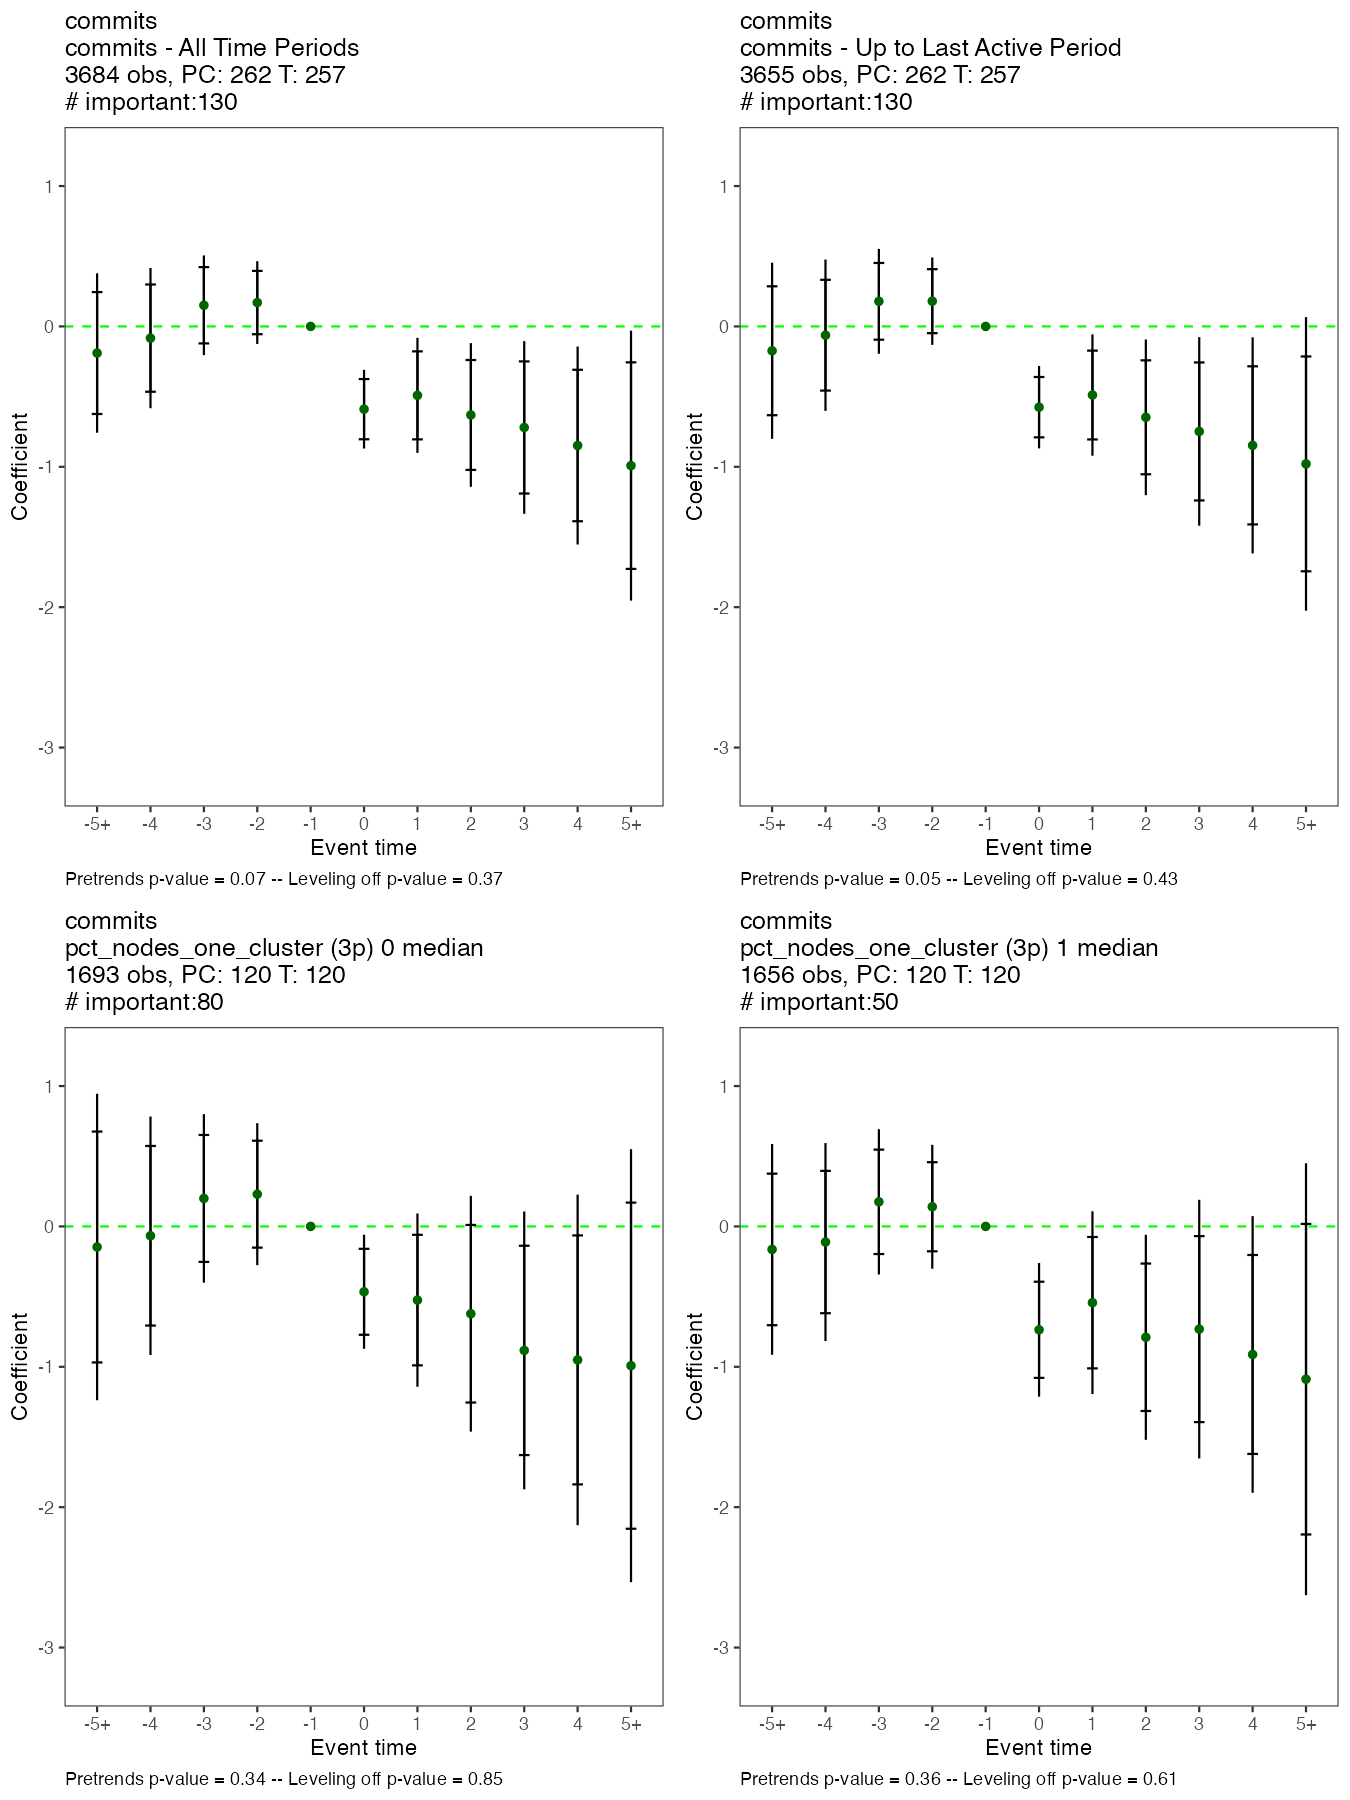 commits
commits - All Time Periods
3684 obs, PC: 262 T: 257
# important:130
1
0
-1
-2
-3
Coefficient
-5+ -4 -3 -2 -1 0 1 2 3 4 5+
Event time
Pretrends p-value = 0.07 -- Leveling off p-value = 0.37
commits
commits - Up to Last Active Period
3655 obs, PC: 262 T: 257
# important:130
1
0
-1
-2
-3
Coefficient
-5+ -4 -3 -2 -1 0 1 2 3 4 5+
Event time
Pretrends p-value = 0.05 -- Leveling off p-value = 0.43
commits
pct_nodes_one_cluster (3p) 0 median
1693 obs, PC: 120 T: 120
# important:80
1
0
-1
-2
-3
Coefficient
-5+ -4 -3 -2 -1 0 1 2 3 4 5+
Event time
Pretrends p-value = 0.34 -- Leveling off p-value = 0.85
commits
pct_nodes_one_cluster (3p) 1 median
1656 obs, PC: 120 T: 120
# important:50
1
0
-1
-2
-3
Coefficient
-5+ -4 -3 -2 -1 0 1 2 3 4 5+
Event time
Pretrends p-value = 0.36 -- Leveling off p-value = 0.61